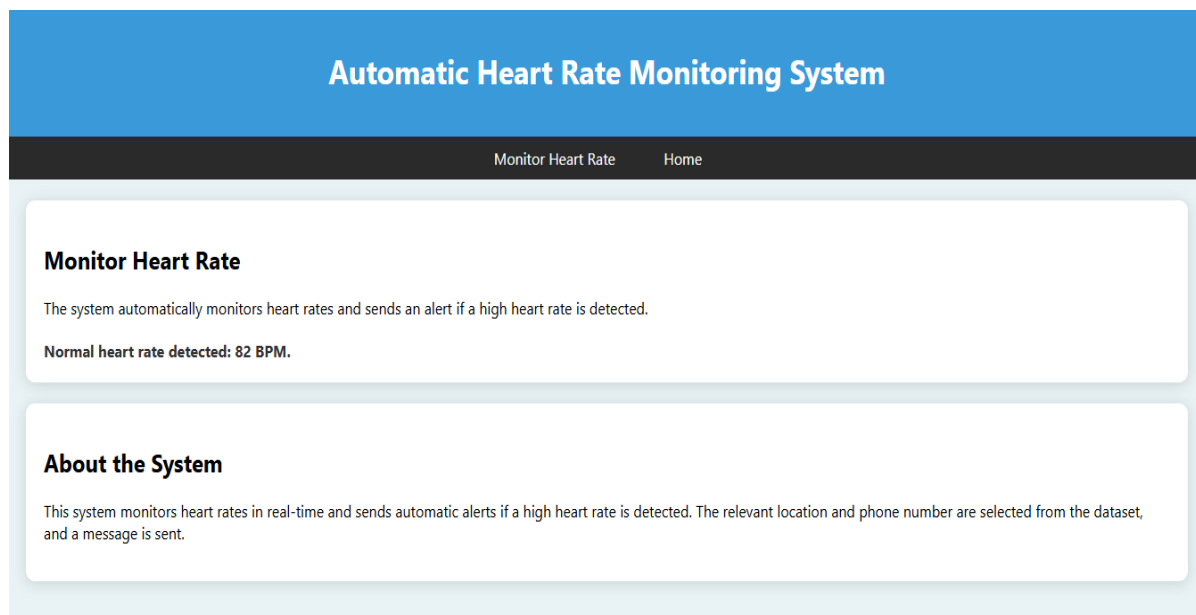 Automatic Heart Rate Monitoring System
Monitor Heart Rate Home
Monitor Heart Rate
The system automatically monitors heart rates and sends an alert if a high heart rate is detected.
Normal heart rate detected: 82 BPM.
About the System
This system monitors heart rates in real-time and sends automatic alerts if a high heart rate is detected. The relevant location and phone number are selected from the dataset,
and a message is sent.